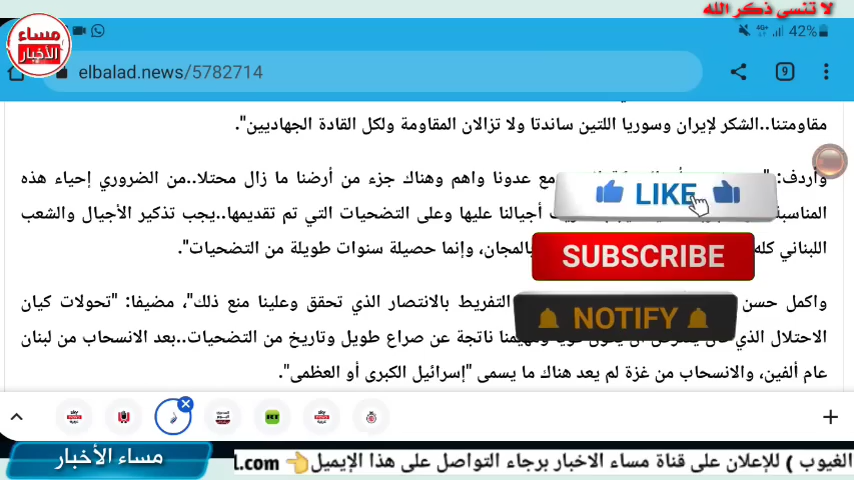 لا تنسى ذكر الله
مساء
الأخبار
42%
4G+
elbalad.news/5782714
9
مقاومتنا..الشكر لإيران وسوريا اللتين ساندتا ولا تزالان المقاومة ولكل القادة الجهاديين".
وأردف: " مع عدونا واهم وهناك جزء من أرضنا ما زال محتلا..من الضروري إحياء هذه
المناسبة أجيالنا عليها وعلى التضحيات التي تم تقديمها..يجب تذكير الأجيال والشعب
اللبناني كله بالمجان، وإنما حصيلة سنوات طويلة من التضحيات".
واكمل حسن التفريط بالانتصار الذي تحقق وعلينا منع ذلك"، مضيفا: "تحولات كيان
الاحتلال الذي ناتجة عن صراع طويل وتاريخ من التضحيات..بعد الانسحاب من لبنان
عام ألفين، والانسحاب من غزة لم يعد هناك ما يسمى "إسرائيل الكبرى أو العظمى".
LIKE
SUBSCRIBE
NOTIFY
مساء الأخبار
الغيوب ) للإعلان على قناة مساء الاخبار برجاء التواصل على هذا الإيميل👈 l.com